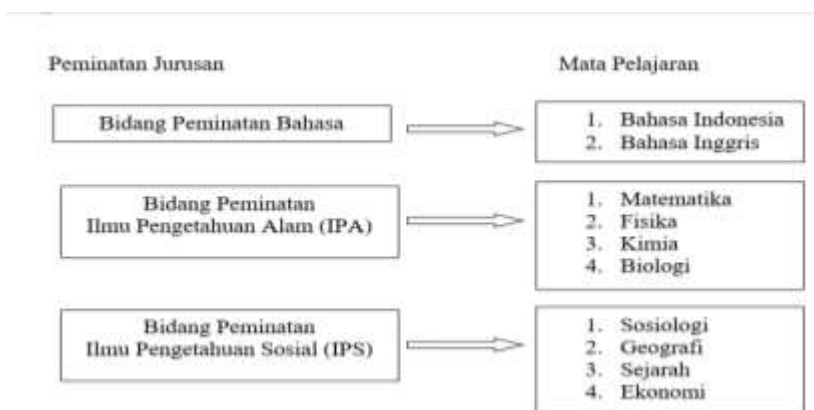 Peminatan Jurusan
Mata Pelajaran
Bidang Peminatan Bahasa
1. Bahasa Indonesia
2. Bahasa Inggris
Bidang Peminatan
Ilmu Pengetahuan Alam (IPA)
1. Matematika
2. Fisika
3. Kimia
4. Biologi
Bidang Peminatan
Ilmu Pengetahuan Sosial (IPS)
1. Sosiologi
2. Geografi
3. Sejarah
4. Ekonomi